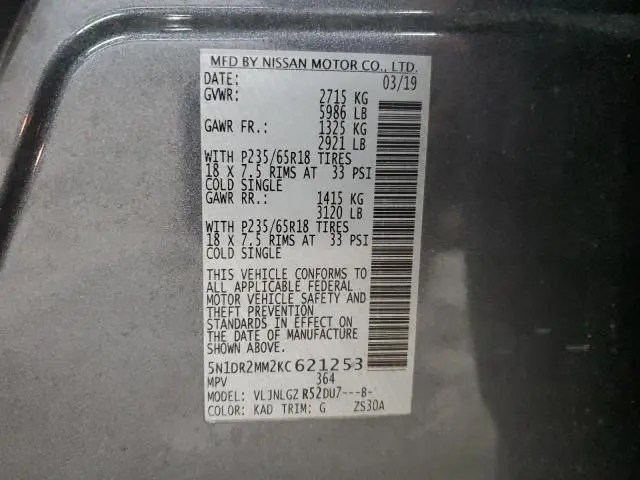 MFD BY NISSAN MOTOR CO., LTD.
DATE: 03/19
GVWR: 2715 KG
5986 LB
GAWR FR.: 1325 KG
2921 LB
WITH P235/65R18 TIRES
18 X 7.5 RIMS AT 33 PSI
COLD SINGLE
GAWR RR.: 1415 KG
3120 LB
WITH P235/65R18 TIRES
18 X 7.5 RIMS AT 33 PSI
COLD SINGLE
THIS VEHICLE CONFORMS TO
ALL APPLICABLE FEDERAL
MOTOR VEHICLE SAFETY AND
THEFT PREVENTION
STANDARDS IN EFFECT ON
THE DATE OF MANUFACTURE
SHOWN ABOVE.
5N1DR2MM2KC621253
MPV 364
MODEL: VLJNLGZ R52DU7---B-
COLOR: KAD TRIM: G ZS30A